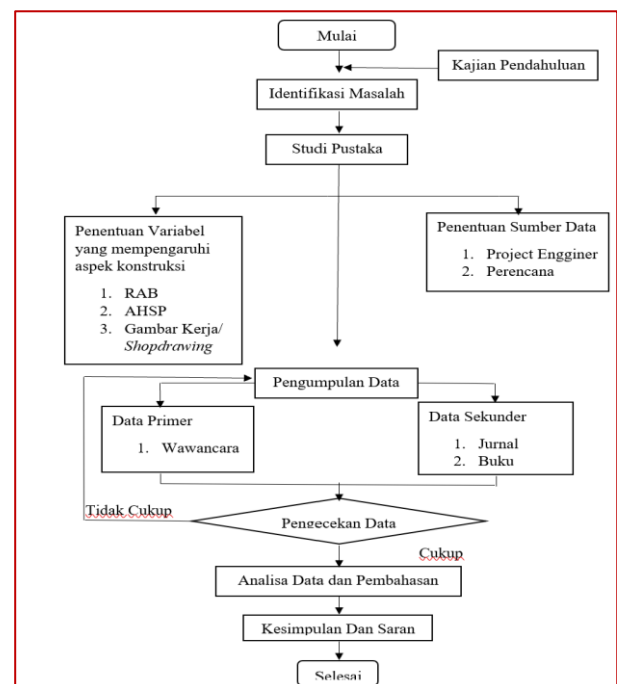 Mulai
Kajian Pendahuluan
Identifikasi Masalah
Studi Pustaka
Penentuan Variabel
yang mempengaruhi
aspek konstruksi
1. RAB
2. AHSP
3. Gambar Kerja/
Shopdrawing
Penentuan Sumber Data
1. Project Engginer
2. Perencana
Pengumpulan Data
Data Primer
1. Wawancara
Data Sekunder
1. Jurnal
2. Buku
Tidak Cukup
Pengecekan Data
Cukup
Analisa Data dan Pembahasan
Kesimpulan Dan Saran
Selesai